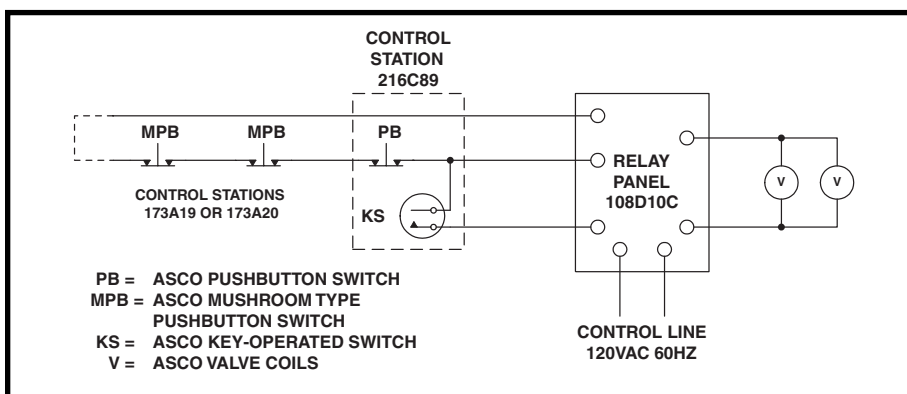 CONTROL
STATION
216C89
MPB
MPB
PB
CONTROL STATIONS
173A19 OR 173A20
KS
RELAY
PANEL
108D10C
V
V
PB = ASCO PUSHBUTTON SWITCH
MPB = ASCO MUSHROOM TYPE
PUSHBUTTON SWITCH
KS = ASCO KEY-OPERATED SWITCH
V = ASCO VALVE COILS
CONTROL LINE
120VAC 60HZ